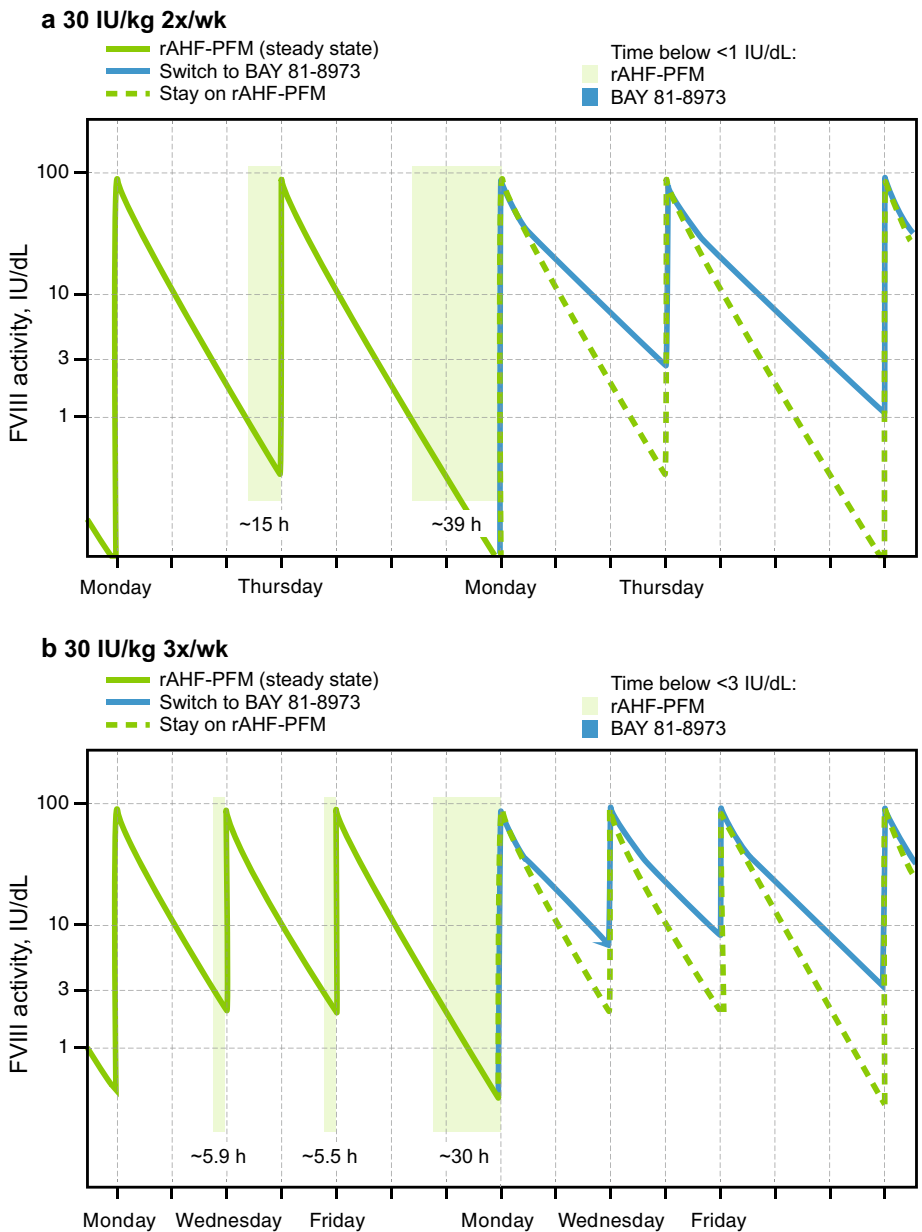 a 30 IU/kg 2x/wk
rAHF-PFM (steady state)
Switch to BAY 81-8973
Stay on rAHF-PFM
Time below <1 IU/dL:
rAHF-PFM
BAY 81-8973
FVIII activity, IU/dL
100
10
3
1
~15 h
~39 h
Monday Thursday Monday Thursday
b 30 IU/kg 3x/wk
rAHF-PFM (steady state)
Switch to BAY 81-8973
Stay on rAHF-PFM
Time below <3 IU/dL:
rAHF-PFM
BAY 81-8973
FVIII activity, IU/dL
100
10
3
1
~5.9 h
~5.5 h
~30 h
Monday Wednesday Friday Monday Wednesday Friday